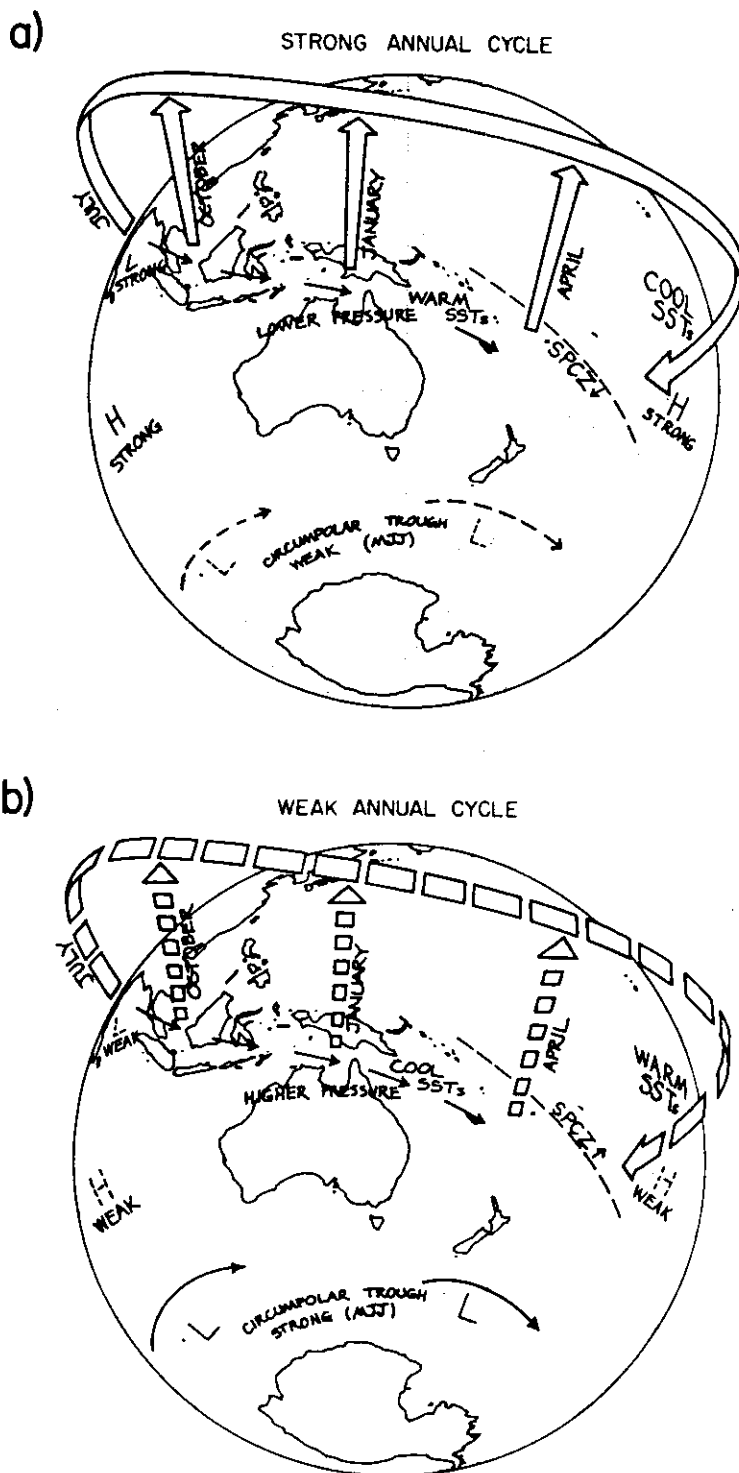 a)
STRONG ANNUAL CYCLE
JULY
OCTOBER
JANUARY
APRIL
L
STRONG
WARM
SSTs
LOWER PRESSURE
COOL
SSTs
SPCZ
H
STRONG
H
STRONG
L
CIRCUMPOLAR TROUGH
WEAK (MJJ)
L
b)
WEAK ANNUAL CYCLE
JULY
OCTOBER
JANUARY
APRIL
L
WEAK
COOL
SSTs
HIGHER PRESSURE
WARM
SSTs
SPCZ
H
WEAK
H
WEAK
L
CIRCUMPOLAR TROUGH
STRONG (MJJ)
L